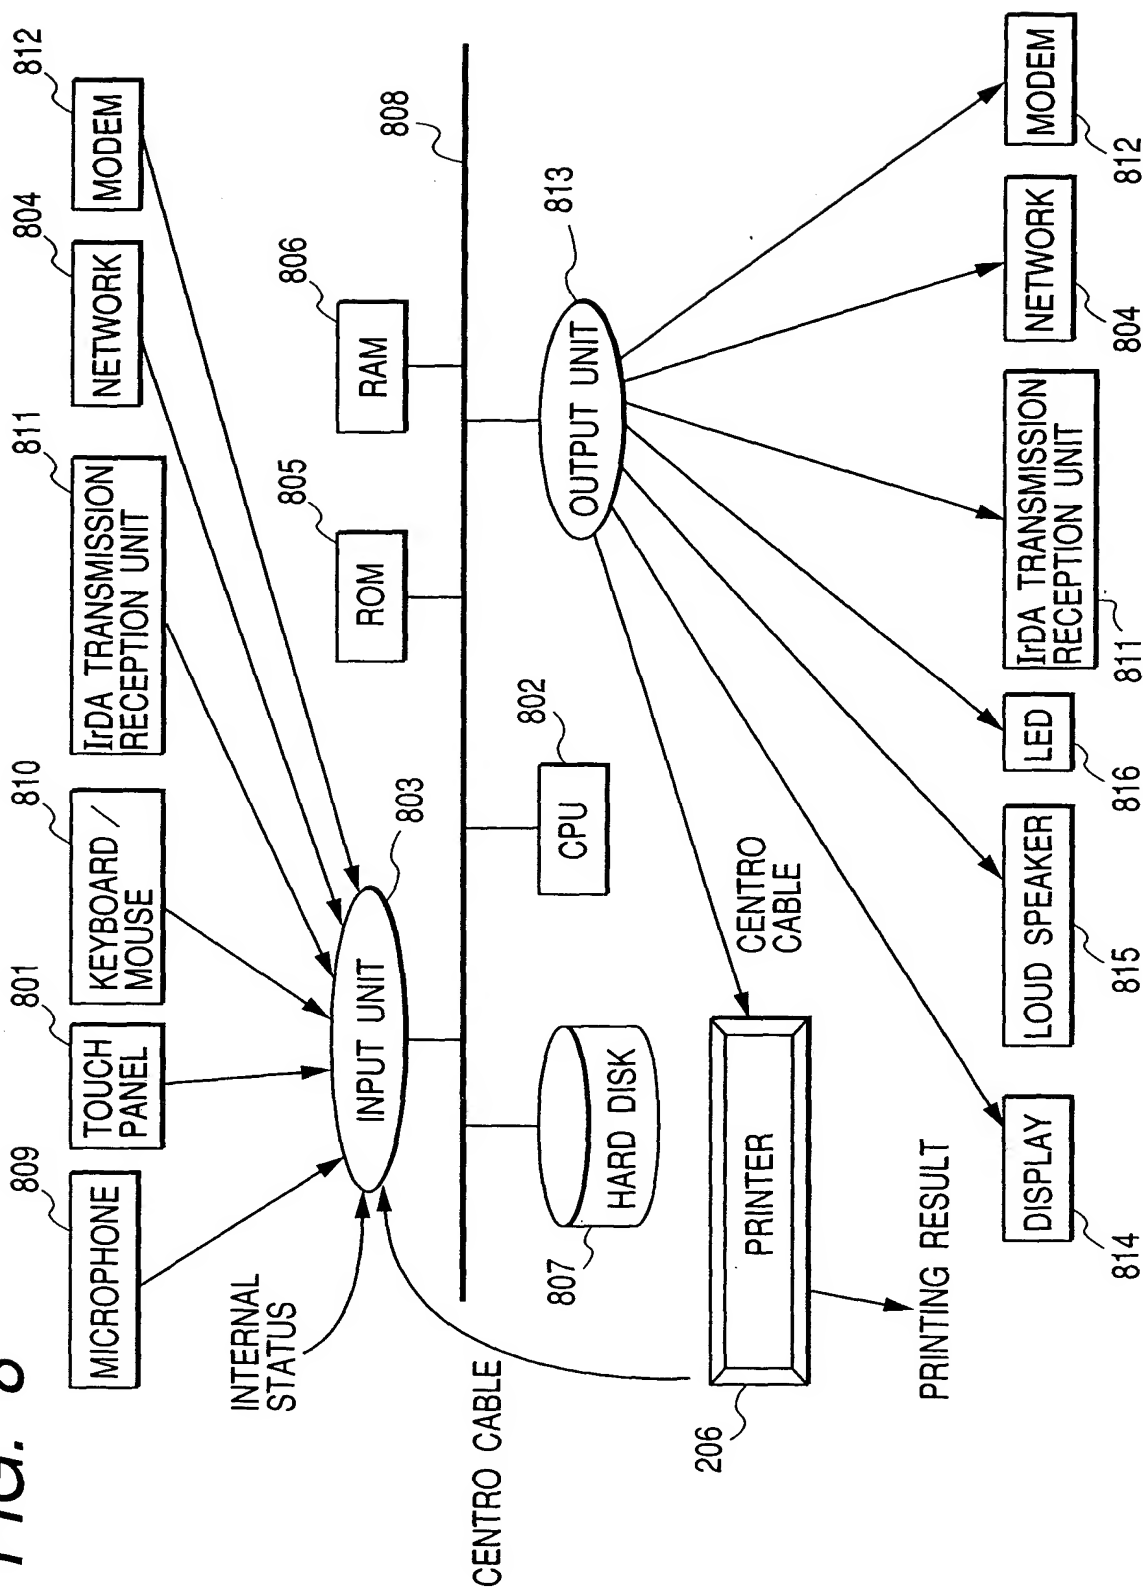 FIG. 8
809
MICROPHONE
801
TOUCH
PANEL
810
KEYBOARD /
MOUSE
811
IrDA TRANSMISSION
RECEPTION UNIT
804
NETWORK
812
MODEM
INTERNAL
STATUS
INPUT UNIT
803
805
ROM
806
RAM
808
CENTRO CABLE
807
HARD DISK
802
CPU
813
OUTPUT UNIT
206
PRINTER
CENTRO
CABLE
PRINTING RESULT
DISPLAY
814
LOUD SPEAKER
815
LED
816
IrDA TRANSMISSION
RECEPTION UNIT
811
NETWORK
804
MODEM
812